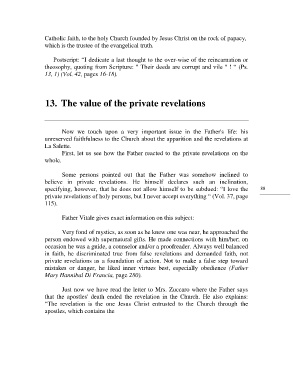 Catholic faith, to the holy Church founded by Jesus Christ on the rock of papacy,
which is the trustee of the evangelical truth.
Postscript: "I dedicate a last thought to the over-wise of the reincarnation or
theosophy, quoting from Scripture: " Their deeds are corrupt and vile " ! " (Ps.
13, 1) (Vol. 42, pages 16-18).
13. The value of the private revelations
Now we touch upon a very important issue in the Father's life: his
unreserved faithfulness to the Church about the apparition and the revelations at
La Salette.
First, let us see how the Father reacted to the private revelations on the
whole.
Some persons pointed out that the Father was somehow inclined to
believe in private revelations. He himself declares such an inclination,
specifying, however, that he does not allow himself to be subdued: "I love the
private revelations of holy persons, but I never accept everything " (Vol. 37, page
115).
Father Vitale gives exact information on this subject:
Very fond of mystics, as soon as he knew one was near, he approached the
person endowed with supernatural gifts. He made connections with him/her; on
occasion he was a guide, a counselor and/or a proofreader. Always well balanced
in faith, he discriminated true from false revelations and demanded faith, not
private revelations as a foundation of action. Not to make a false step toward
mistakes or danger, he liked inner virtues best, especially obedience (Father
Mary Hannibal Di Francia, page 280).
Just now we have read the letter to Mrs. Zuccaro where the Father says
that the apostles' death ended the revelation in the Church. He also explains:
"The revelation is the one Jesus Christ entrusted to the Church through the
apostles, which contains the